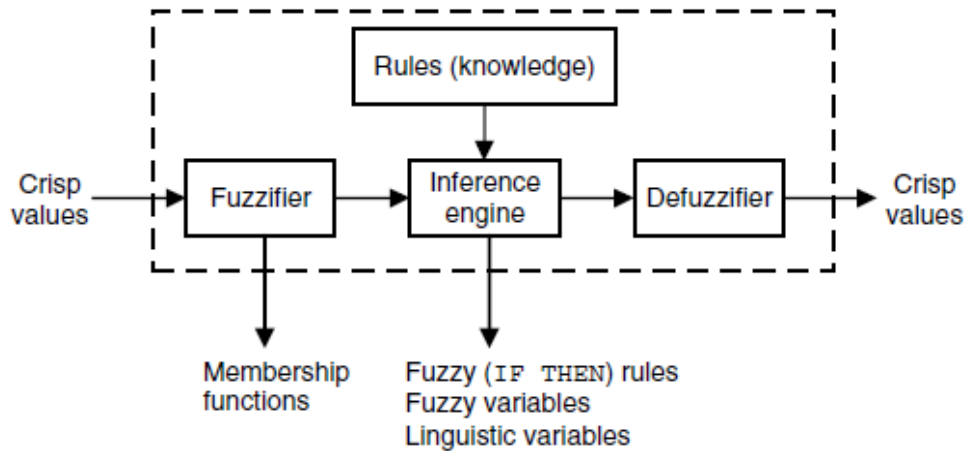 Rules (knowledge)
Crisp
values
Fuzzifier
Inference
engine
Defuzzifier
Crisp
values
Membership
functions
Fuzzy (IF THEN) rules
Fuzzy variables
Linguistic variables